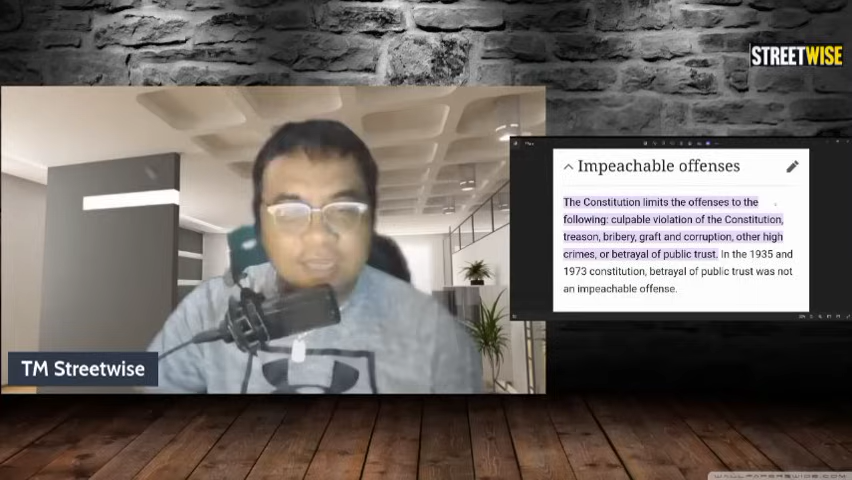 STREETWISE
Impeachable offenses
The Constitution limits the offenses to the
following: culpable violation of the Constitution,
treason, bribery, graft and corruption, other high
crimes, or betrayal of public trust. In the 1935 and
1973 constitution, betrayal of public trust was not
an impeachable offense.
TM Streetwise